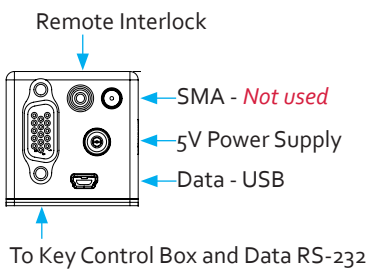 Remote Interlock
SMA - Not used
5V Power Supply
Data - USB
To Key Control Box and Data RS-232